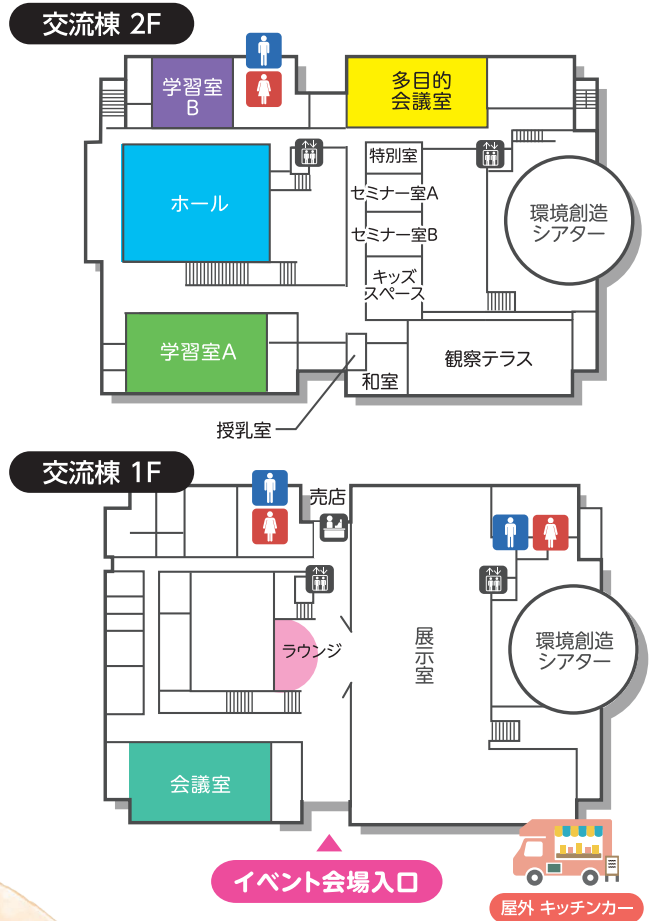 交流棟 2F
学習室
B
多目的
会議室
特別室
ホール
セミナー室A
セミナー室B
環境創造
シアター
キッズ
スペース
学習室A
観察テラス
和室
授乳室
交流棟 1F
売店
ラウンジ
展示室
環境創造
シアター
会議室
イベント会場入口
屋外 キッチンカー